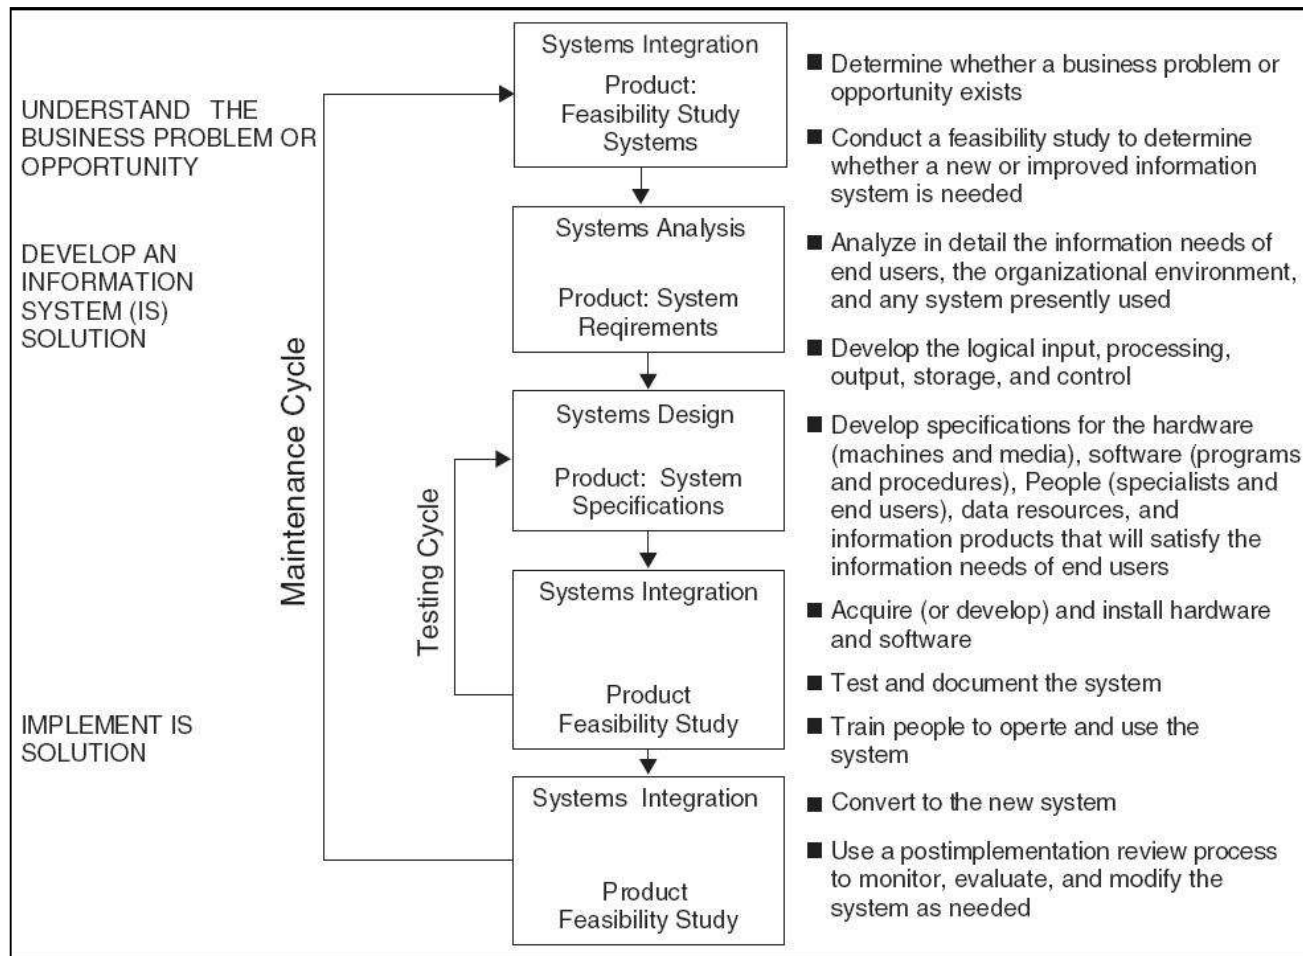 UNDERSTAND THE
BUSINESS PROBLEM OR
OPPORTUNITY
DEVELOP AN
INFORMATION
SYSTEM (IS)
SOLUTION
IMPLEMENT IS
SOLUTION
Maintenance Cycle
Testing Cycle
Systems Integration
Product:
Feasibility Study
Systems
Systems Analysis
Product: System
Reqirements
Systems Design
Product: System
Specifications
Systems Integration
Product
Feasibility Study
Systems Integration
Product
Feasibility Study
■ Determine whether a business problem or
opportunity exists
■ Conduct a feasibility study to determine
whether a new or improved information
system is needed
■ Analyze in detail the information needs of
end users, the organizational environment,
and any system presently used
■ Develop the logical input, processing,
output, storage, and control
■ Develop specifications for the hardware
(machines and media), software (programs
and procedures), People (specialists and
end users), data resources, and
information products that will satisfy the
information needs of end users
■ Acquire (or develop) and install hardware
and software
■ Test and document the system
■ Train people to operte and use the
system
■ Convert to the new system
■ Use a postimplementation review process
to monitor, evaluate, and modify the
system as needed